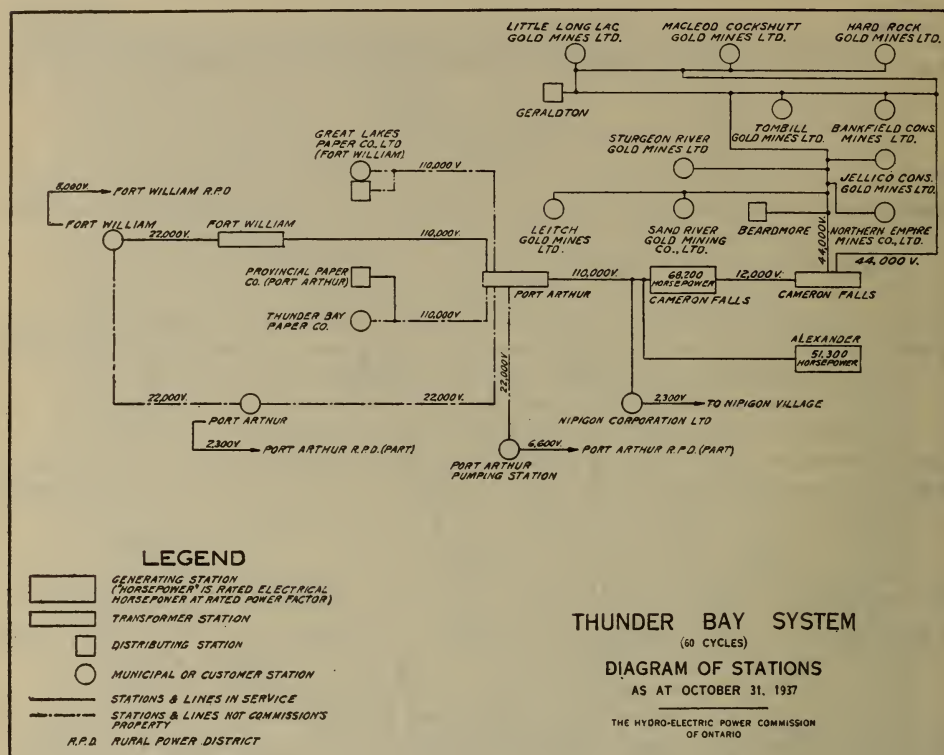 LITTLE LONG LAC
GOLD MINES LTD.
MACLEOD COCKSHUTT
GOLD MINES LTD.
HARD ROCK
GOLD MINES LTD.
GERALDTON
TOMBILL
GOLD MINES LTD.
BANKFIELD CONS.
MINES LTD.
GREAT LAKES
PAPER CO. LTD
(FORT WILLIAM)
110,000 V
STURGEON RIVER
GOLD MINES LTD
JELLICO CONS.
GOLD MINES LTD.
8,000V.
FORT WILLIAM R.P.D
FORT WILLIAM
22,000V.
FORT WILLIAM
110,000V.
LEITCH
GOLD MINES
LTD.
SAND RIVER
GOLD MINING
CO., LTD.
BEARDMORE
44,000V.
NORTHERN EMPIRE
MINES CO., LTD.
44,000 V.
PROVINCIAL PAPER
CO. (PORT ARTHUR)
PORT ARTHUR
110,000V.
68,200
HORSEPOWER
CAMERON FALLS
12,000V.
CAMERON FALLS
THUNDER BAY
PAPER CO.
110,000V
22,000V.
ALEXANDER
51,300
HORSEPOWER
22,000V.
PORT ARTHUR
22,000V.
2,300V
TO NIPIGON VILLAGE
NIPIGON CORPORATION LTD
2,300V.
PORT ARTHUR R.P.D. (PART)
6,600V.
PORT ARTHUR R.P.D. (PART)
PORT ARTHUR
PUMPING STATION
LEGEND
GENERATING STATION
("HORSEPOWER" IS RATED ELECTRICAL
HORSEPOWER AT RATED POWER FACTOR)
TRANSFORMER STATION
DISTRIBUTING STATION
MUNICIPAL OR CUSTOMER STATION
STATIONS & LINES IN SERVICE
STATIONS & LINES NOT COMMISSION'S
PROPERTY
R.P.D. RURAL POWER DISTRICT
THUNDER BAY SYSTEM
(60 CYCLES)
DIAGRAM OF STATIONS
AS AT OCTOBER 31, 1937
THE HYDRO-ELECTRIC POWER COMMISSION
OF ONTARIO